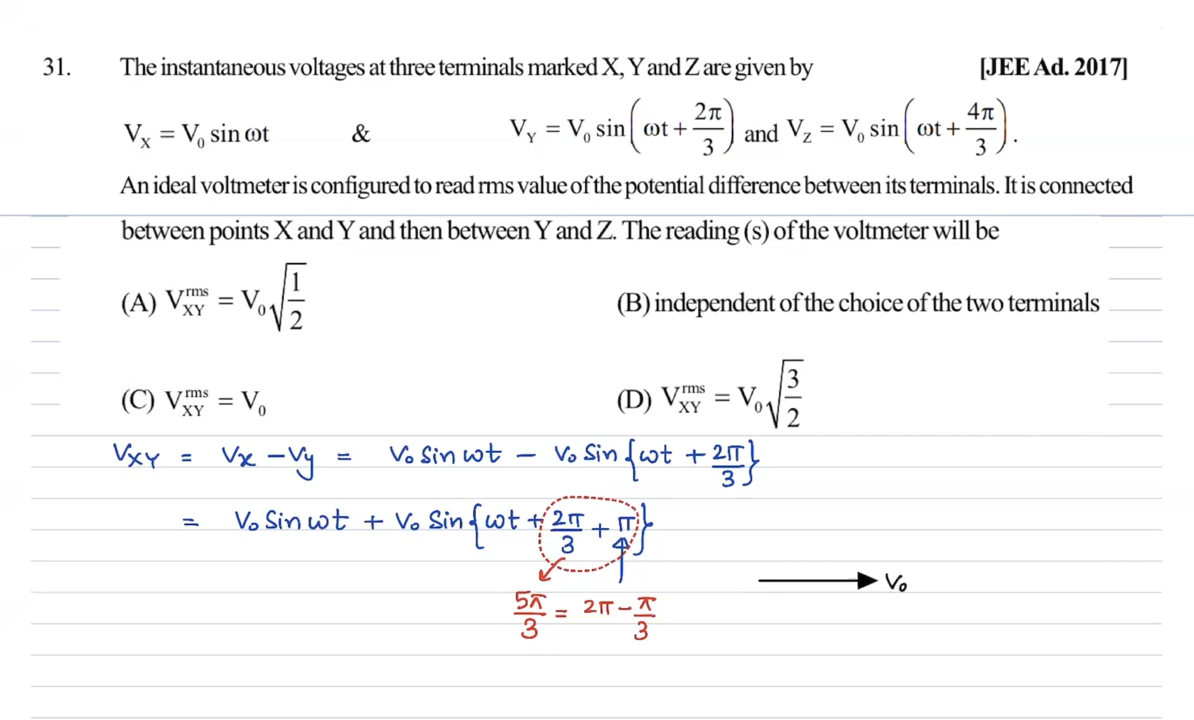 31. The instantaneous voltages at three terminals marked X, Y and Z are given by [JEE Ad. 2017]
V_X = V_0 sin ωt & V_Y = V_0 sin(ωt + 2π/3) and V_Z = V_0 sin(ωt + 4π/3).
An ideal voltmeter is configured to read rms value of the potential difference between its terminals. It is connected
between points X and Y and then between Y and Z. The reading (s) of the voltmeter will be
(A) V_XY^rms = V_0 √(1/2) (B) independent of the choice of the two terminals
(C) V_XY^rms = V_0 (D) V_XY^rms = V_0 √(3/2)
V_XY = V_x − V_y = V_0 Sin ωt − V_0 Sin{ωt + 2π/3}
= V_0 Sin ωt + V_0 Sin{ωt + 2π/3 + π}
V_0
5π/3 = 2π − π/3